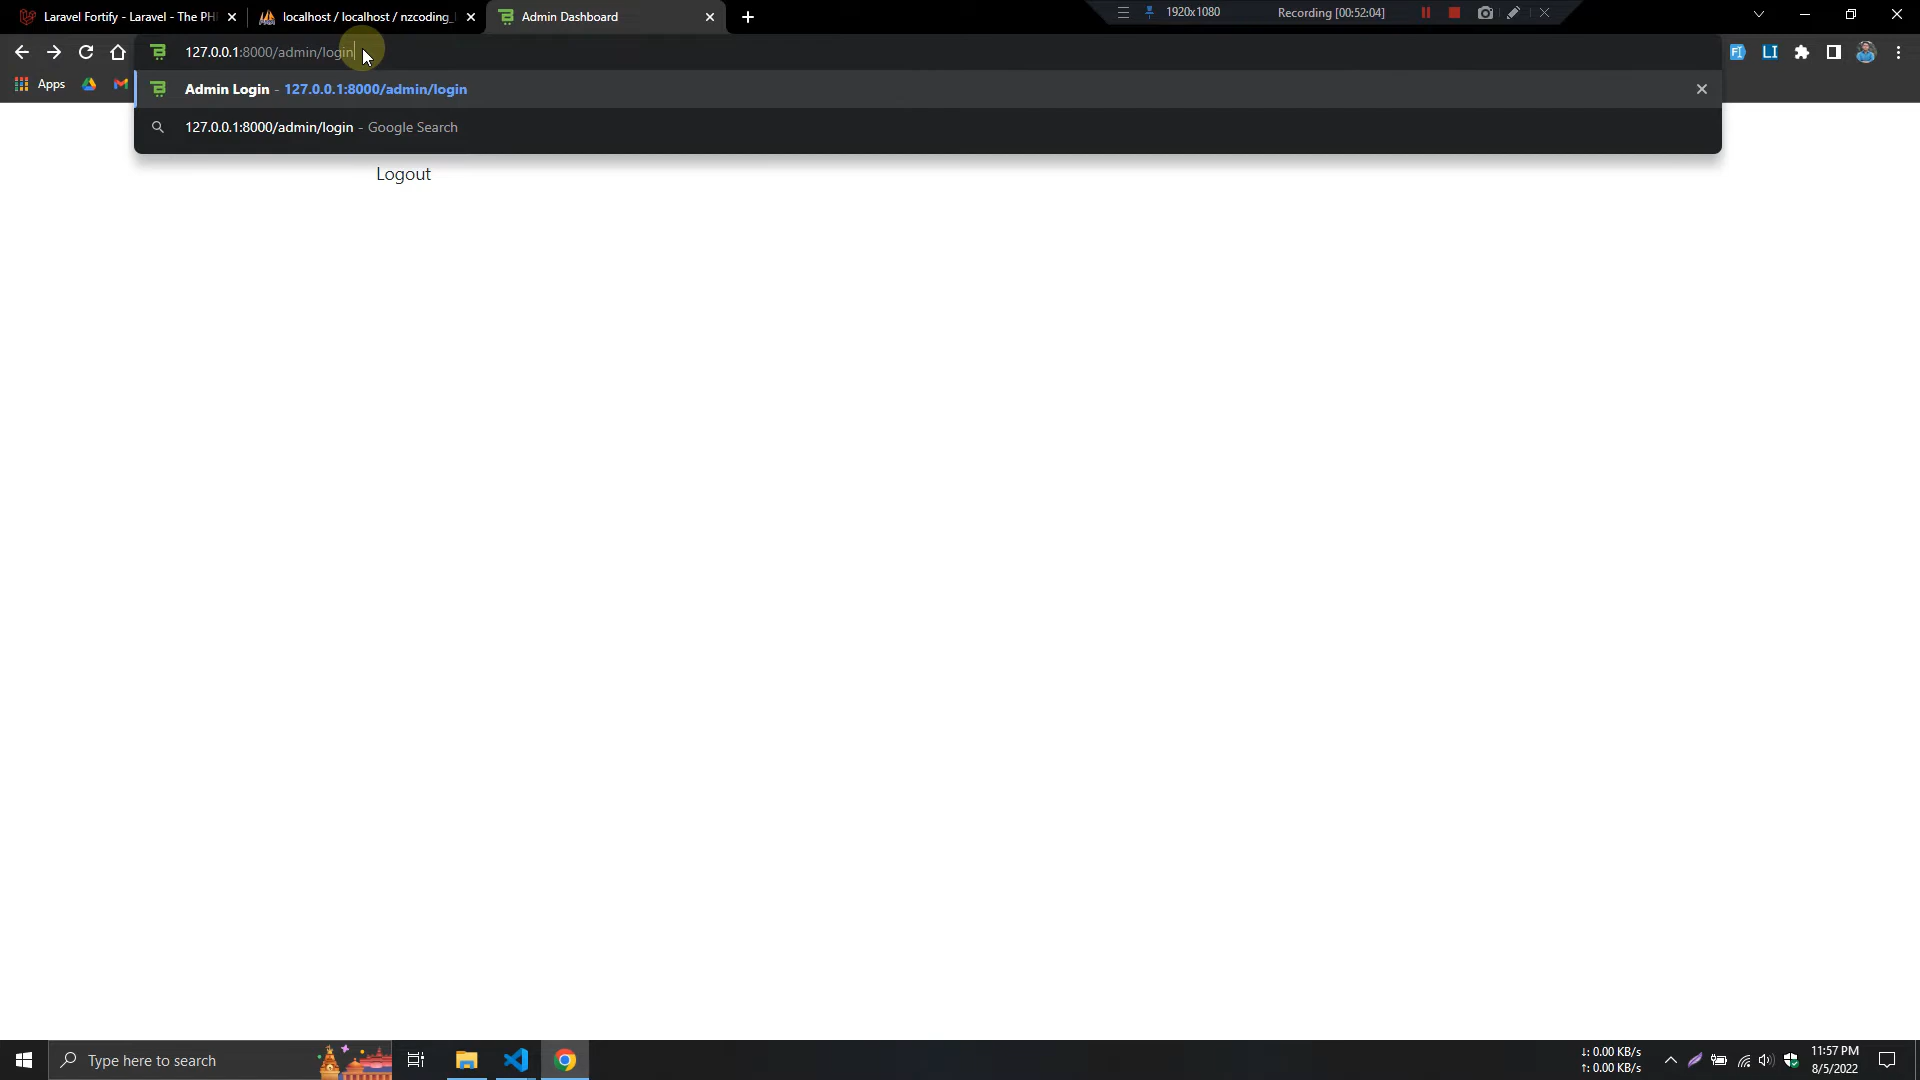 Laravel Fortify - Laravel - The PH
localhost / localhost / nzcoding_
Admin Dashboard
1920x1080
Recording [00:52:04]
127.0.0.1:8000/admin/login
LI
Apps
Admin Login - 127.0.0.1:8000/admin/login
127.0.0.1:8000/admin/login - Google Search
Logout
Type here to search
↓: 0.00 KB/s
↑: 0.00 KB/s
11:57 PM
8/5/2022